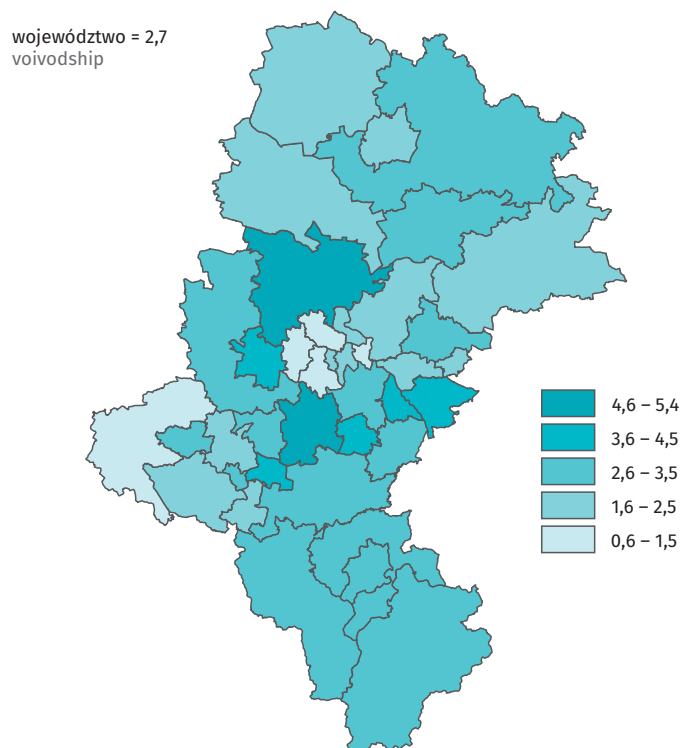 województwo = 2,7
voivodship
4,6 – 5,4
3,6 – 4,5
2,6 – 3,5
1,6 – 2,5
0,6 – 1,5